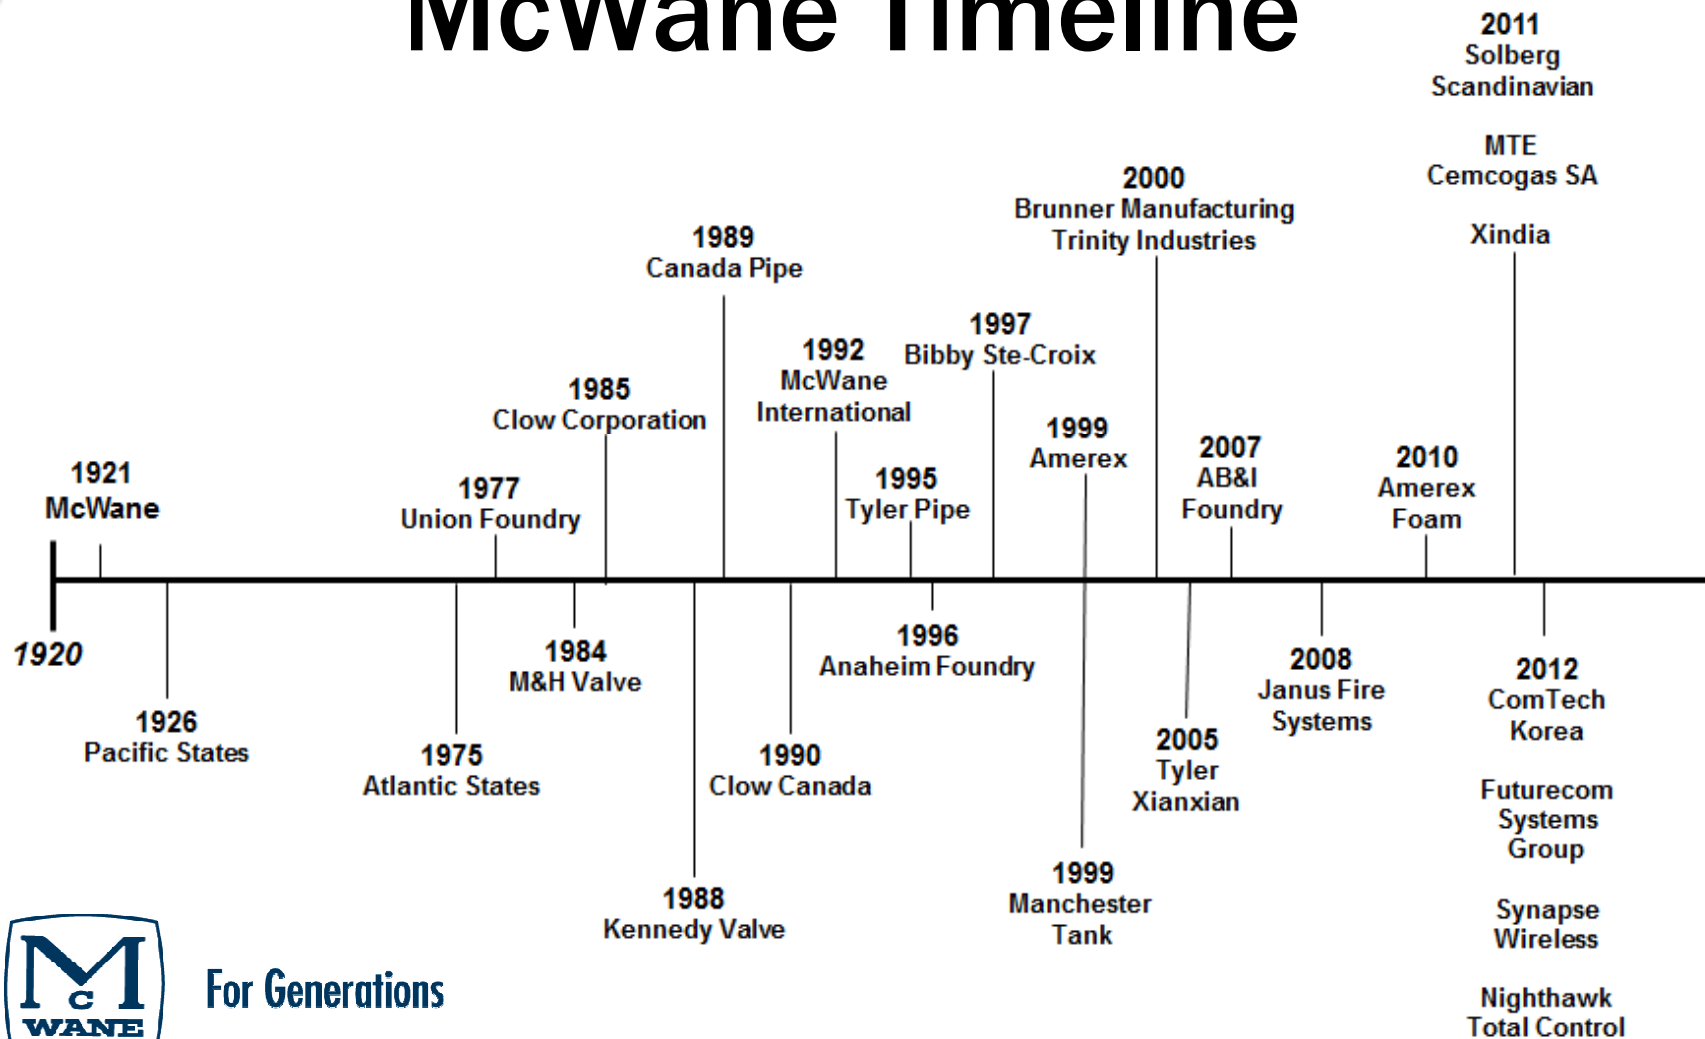 McWane Timeline
2011
Solberg
Scandinavian
MTE
Cemcogas SA
Xindia
2000
Brunner Manufacturing
Trinity Industries
1989
Canada Pipe
1997
Bibby Ste-Croix
1992
McWane
International
1985
Clow Corporation
1999
Amerex
2007
AB&I
Foundry
2010
Amerex
Foam
1921
McWane
1977
Union Foundry
1995
Tyler Pipe
1920
1926
Pacific States
1975
Atlantic States
1984
M&H Valve
1988
Kennedy Valve
1990
Clow Canada
1996
Anaheim Foundry
1999
Manchester
Tank
2005
Tyler
Xianxian
2008
Janus Fire
Systems
2012
ComTech
Korea
Futurecom
Systems
Group
Synapse
Wireless
Nighthawk
Total Control
MC
WANE
For Generations